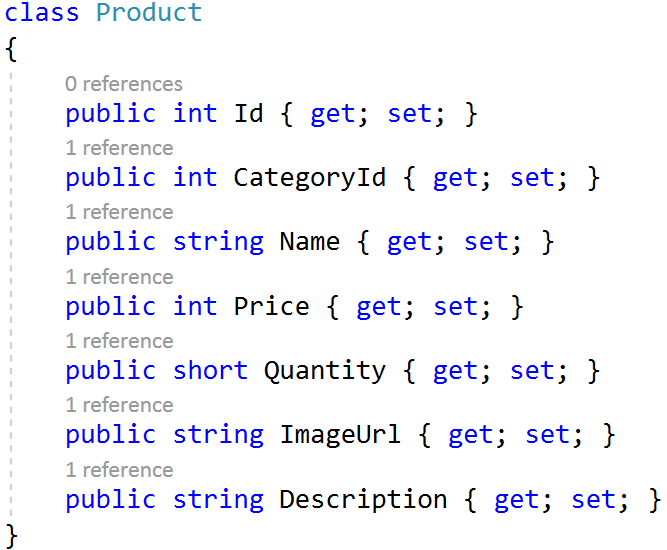 class Product
{
0 references
public int Id { get; set; }
1 reference
public int CategoryId { get; set; }
1 reference
public string Name { get; set; }
1 reference
public int Price { get; set; }
1 reference
public short Quantity { get; set; }
1 reference
public string ImageUrl { get; set; }
1 reference
public string Description { get; set; }
}